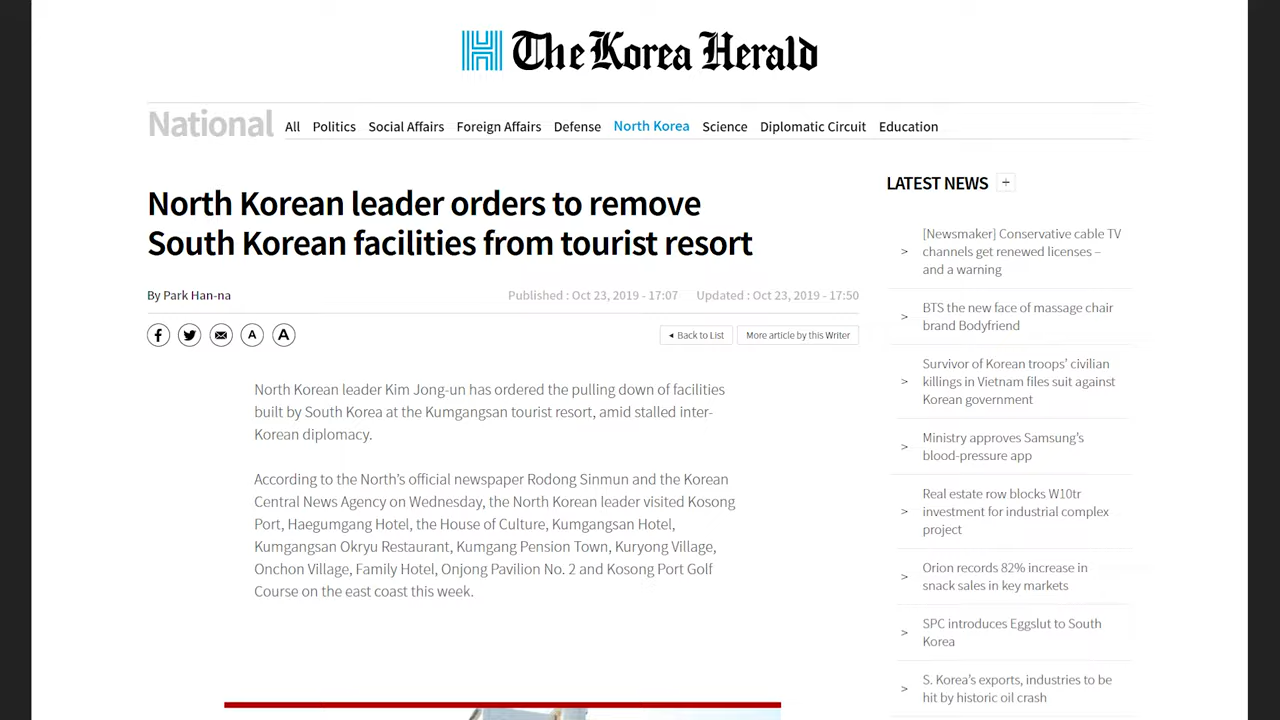 The Korea Herald
National
All Politics Social Affairs Foreign Affairs Defense North Korea Science Diplomatic Circuit Education
North Korean leader orders to remove
South Korean facilities from tourist resort
By Park Han-na
Published : Oct 23, 2019 - 17:07 Updated : Oct 23, 2019 - 17:50
A A
◂ Back to List More article by this Writer
North Korean leader Kim Jong-un has ordered the pulling down of facilities
built by South Korea at the Kumgangsan tourist resort, amid stalled inter-
Korean diplomacy.
According to the North’s official newspaper Rodong Sinmun and the Korean
Central News Agency on Wednesday, the North Korean leader visited Kosong
Port, Haegumgang Hotel, the House of Culture, Kumgangsan Hotel,
Kumgangsan Okryu Restaurant, Kumgang Pension Town, Kuryong Village,
Onchon Village, Family Hotel, Onjong Pavilion No. 2 and Kosong Port Golf
Course on the east coast this week.
LATEST NEWS +
[Newsmaker] Conservative cable TV
> channels get renewed licenses –
and a warning
BTS the new face of massage chair
> brand Bodyfriend
Survivor of Korean troops’ civilian
> killings in Vietnam files suit against
Korean government
Ministry approves Samsung’s
> blood-pressure app
Real estate row blocks W10tr
> investment for industrial complex
project
Orion records 82% increase in
> snack sales in key markets
SPC introduces Eggslut to South
> Korea
S. Korea’s exports, industries to be
> hit by historic oil crash